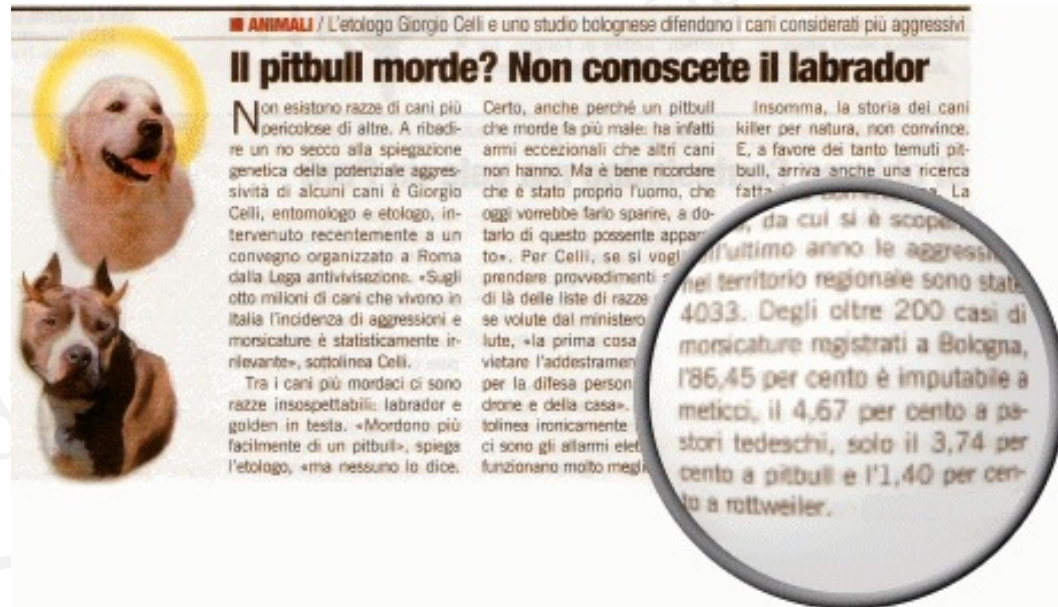 ANIMALI / L'etologo Giorgio Celli e uno studio bolognese difendono i cani considerati più aggressivi
Il pitbull morde? Non conoscete il labrador
Non esistono razze di cani più
pericolose di altre. A ribadi-
re un no secco alla spiegazione
genetica della potenziale aggres-
sività di alcuni cani è Giorgio
Celli, entomologo e etologo, in-
tervenuto recentemente a un
convegno organizzato a Roma
dalla Lega antivivisezione. «Sugli
otto milioni di cani che vivono in
Italia l'incidenza di aggressioni e
morsicature è statisticamente ir-
rilevante», sottolinea Celli.
Tra i cani più mordaci ci sono
razze insospettabili: labrador e
golden in testa. «Mordono più
facilmente di un pitbull», spiega
l'etologo, «ma nessuno lo dice.
Certo, anche perché un pitbull
che morde fa più male: ha infatti
armi eccezionali che altri cani
non hanno. Ma è bene ricordare
che è stato proprio l'uomo, che
oggi vorrebbe farlo sparire, a do-
tarlo di questo possente appar
to». Per Celli, se si vogl
prendere provvedimenti
di là delle liste di razze
se volute dal ministero
lute, «la prima cosa
vietare l'addestramen
per la difesa person
drone e della casa».
tolinea ironicamente
ci sono gli allarmi elet
funzionano molto megli
Insomma, la storia dei cani
killer per natura, non convince.
E, a favore dei tanto temuti pit-
bull, arriva anche una ricerca
fatta La
da cui si è scope
ll'ultimo anno le aggress
nel territorio regionale sono state
4033. Degli oltre 200 casi di
morsicature registrati a Bologna,
l'86,45 per cento è imputabile a
meticci, il 4,67 per cento a pa-
stori tedeschi, solo il 3,74 per
cento a pitbull e l'1,40 per cen-
to a rottweiler.